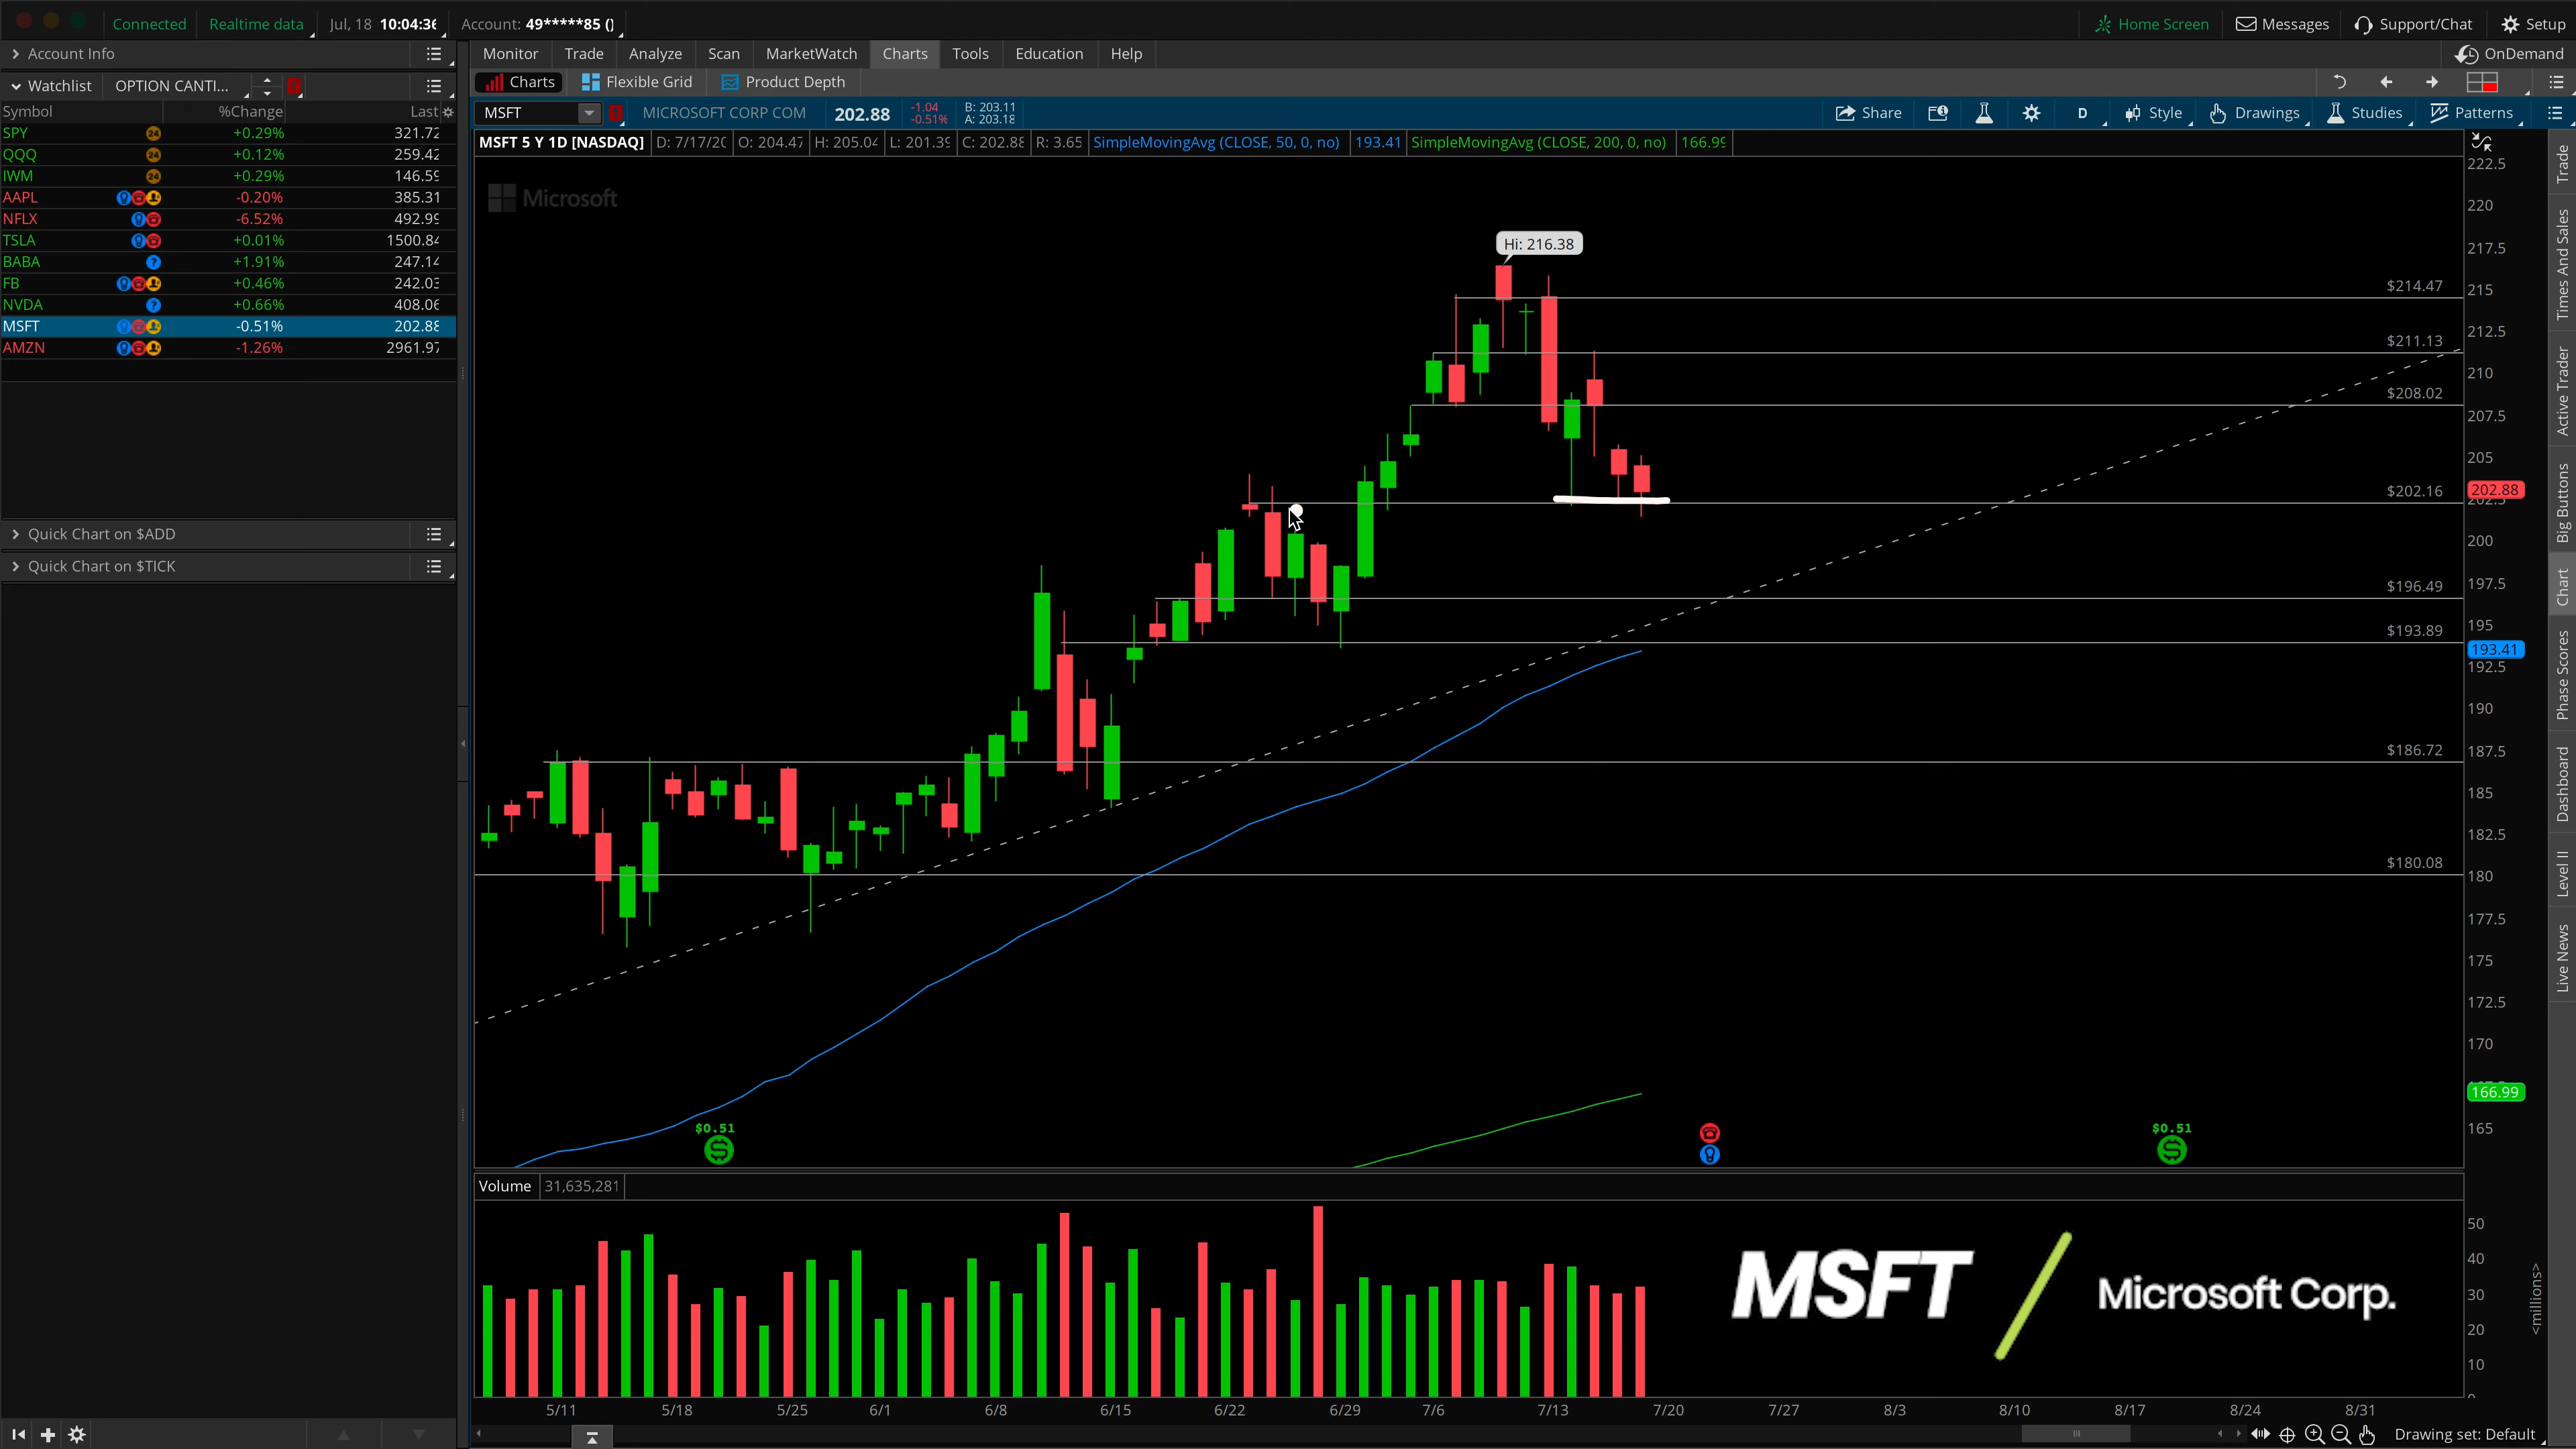 Connected Realtime data Jul, 18 10:04:36 Account: 49*****85 () Home Screen Messages Support/Chat Setup
Account Info Monitor Trade Analyze Scan MarketWatch Charts Tools Education Help OnDemand
Watchlist OPTION CANTI... Charts Flexible Grid Product Depth
Symbol %Change Last MSFT MICROSOFT CORP COM 202.88 -1.04 B: 203.11 Share D Style Drawings Studies Patterns
-0.51% A: 203.18
MSFT 5 Y 1D [NASDAQ] D: 7/17/20 O: 204.47 H: 205.04 L: 201.39 C: 202.88 R: 3.65 SimpleMovingAvg (CLOSE, 50, 0, no) 193.41 SimpleMovingAvg (CLOSE, 200, 0, no) 166.99
SPY 24 +0.29% 321.72
QQQ 24 +0.12% 259.42
IWM 24 +0.29% 146.59
AAPL -0.20% 385.31
NFLX -6.52% 492.99
TSLA +0.01% 1500.84
BABA ? +1.91% 247.14
FB +0.46% 242.03
NVDA ? +0.66% 408.06
MSFT -0.51% 202.88
AMZN -1.26% 2961.97
Quick Chart on $ADD
Quick Chart on $TICK
Microsoft
Hi: 216.38
$214.47
$211.13
$208.02
$202.16
$196.49
$193.89
$186.72
$180.08
222.5
220
217.5
215
212.5
210
207.5
205
202.88
200
197.5
195
193.41
192.5
190
187.5
185
182.5
180
177.5
175
172.5
170
166.99
165
$0.51
$0.51
Volume 31,635,281
50
40
30
20
10
<millions>
MSFT / Microsoft Corp.
5/11 5/18 5/25 6/1 6/8 6/15 6/22 6/29 7/6 7/13 7/20 7/27 8/3 8/10 8/17 8/24 8/31
Drawing set: Default
Trade
Times And Sales
Active Trader
Big Buttons
Chart
Phase Scores
Dashboard
Level II
Live News